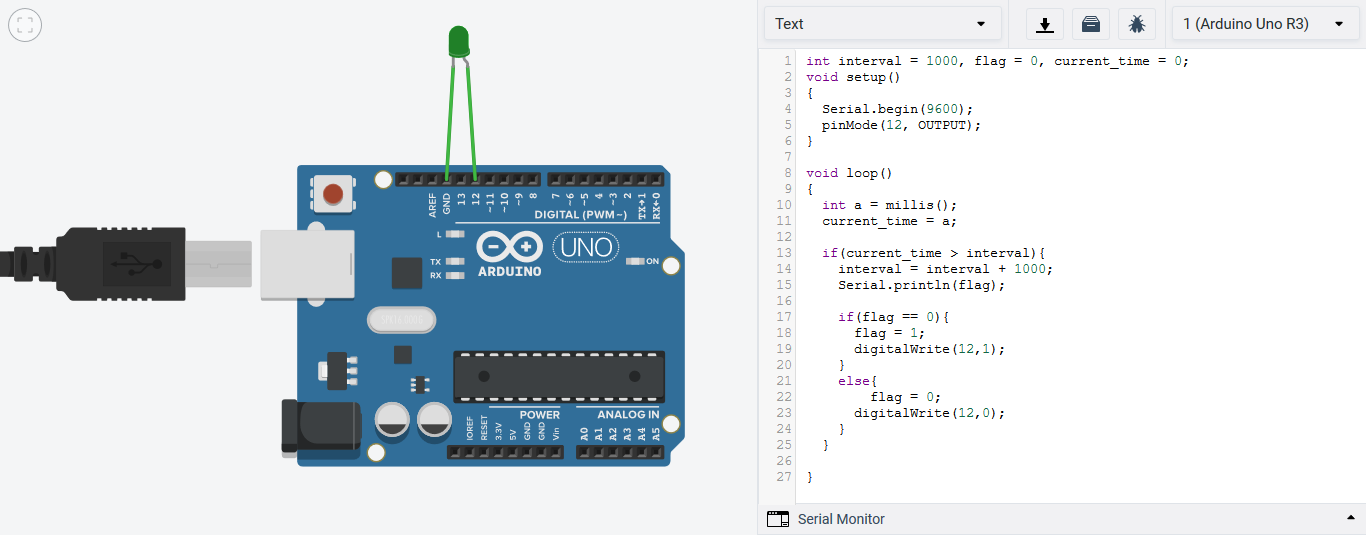 Text
1 (Arduino Uno R3)
1 int interval = 1000, flag = 0, current_time = 0;
2 void setup()
3 {
4   Serial.begin(9600);
5   pinMode(12, OUTPUT);
6 }
7
8 void loop()
9 {
10   int a = millis();
11   current_time = a;
12
13   if(current_time > interval){
14     interval = interval + 1000;
15     Serial.println(flag);
16
17     if(flag == 0){
18       flag = 1;
19       digitalWrite(12,1);
20     }
21     else{
22         flag = 0;
23       digitalWrite(12,0);
24     }
25   }
26
27 }
Serial Monitor
AREF
GND
13
12
~11
~10
~9
8
7
~6
~5
4
~3
2
TX→1
RX←0
DIGITAL (PWM~)
L
TX
RX
ARDUINO
UNO
ON
POWER
ANALOG IN
IOREF
RESET
3.3V
5V
GND
GND
Vin
A0
A1
A2
A3
A4
A5